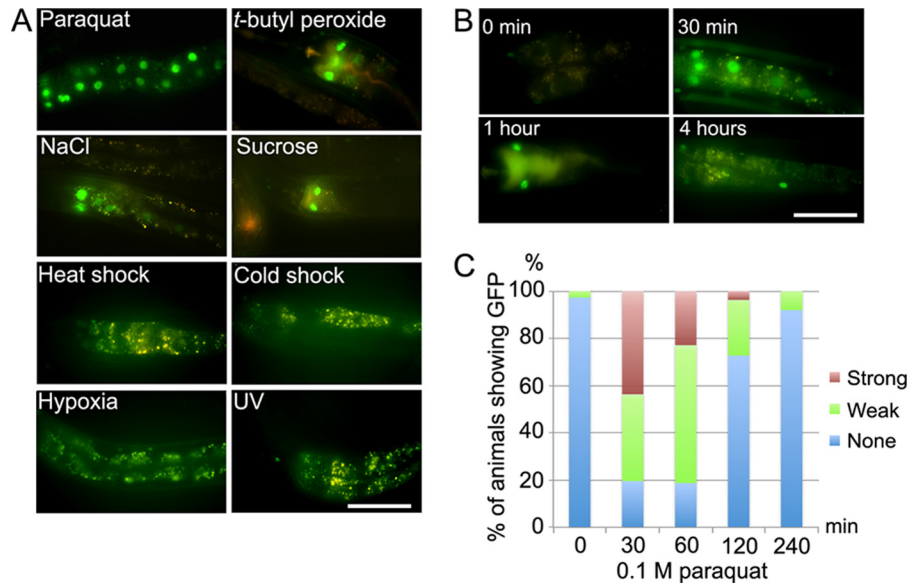 A
Paraquat
t-butyl peroxide
NaCl
Sucrose
Heat shock
Cold shock
Hypoxia
UV
B
0 min
30 min
1 hour
4 hours
C
%
% of animals showing GFP
100
80
60
40
20
0
0 30 60 120 240 min
0.1 M paraquat
Strong
Weak
None